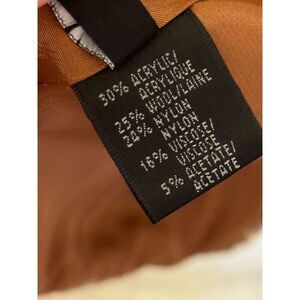 30% ACRYLIC/
ACRYLIQUE
25% WOOL/LAINE
24% NYLON/
NYLON
16% VISCOSE/
VISCOSE
5% ACETATE/
ACETATE